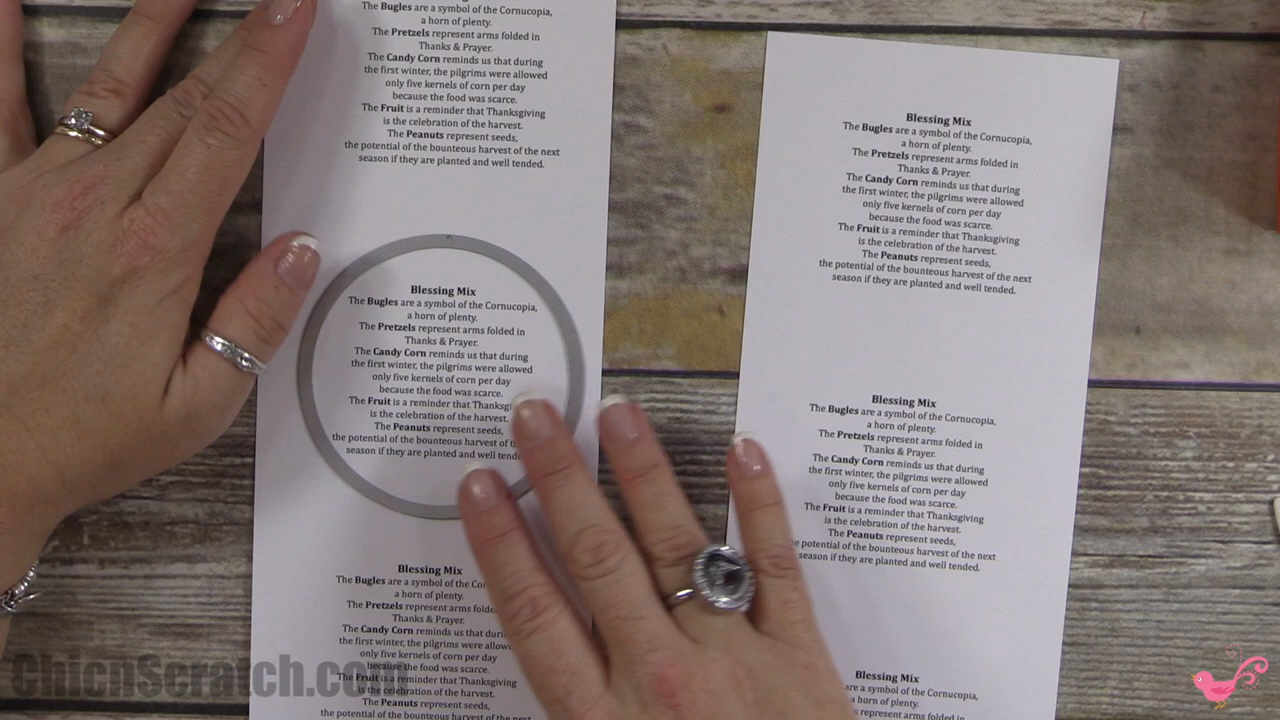 The Bugles are a symbol of the Cornucopia,
a horn of plenty.
The Pretzels represent arms folded in
Thanks & Prayer.
The Candy Corn reminds us that during
the first winter, the pilgrims were allowed
only five kernels of corn per day
because the food was scarce.
The Fruit is a reminder that Thanksgiving
is the celebration of the harvest.
The Peanuts represent seeds,
the potential of the bounteous harvest of the next
season if they are planted and well tended.
Blessing Mix
The Bugles are a symbol of the Cornucopia,
a horn of plenty.
The Pretzels represent arms folded in
Thanks & Prayer.
The Candy Corn reminds us that during
the first winter, the pilgrims were allowed
only five kernels of corn per day
because the food was scarce.
The Fruit is a reminder that
is the celebration of the harvest.
The Peanuts represent seeds,
the potential of the bounteous harvest of
season if they are planted and well
Blessing Mix
The Bugles are a symbol of the
a horn of plenty.
The Pretzels represent arms
Thanks & Prayer.
The Candy Corn reminds us that
the first winter, the pilgrims were
only five kernels of corn per day
because the food was scarce.
The Fruit is a reminder that Thanksgiving
is the celebration of the harvest.
The Peanuts represent seeds,
the potential of the bounteous harvest of the next
Blessing Mix
The Bugles are a symbol of the Cornucopia,
a horn of plenty.
The Pretzels represent arms folded in
Thanks & Prayer.
The Candy Corn reminds us that during
the first winter, the pilgrims were allowed
only five kernels of corn per day
because the food was scarce.
The Fruit is a reminder that Thanksgiving
is the celebration of the harvest.
The Peanuts represent seeds,
the potential of the bounteous harvest of the next
season if they are planted and well tended.
Blessing Mix
The Bugles are a symbol of the Cornucopia,
a horn of plenty.
The Pretzels represent arms folded in
Thanks & Prayer.
The Candy Corn reminds us that during
the first winter, the pilgrims were allowed
only five kernels of corn per day
because the food was scarce.
The Fruit is a reminder that Thanksgiving
is the celebration of the harvest.
The Peanuts represent seeds,
potential of the bounteous harvest of the next
season if they are planted and well tended.
Blessing Mix
are a symbol of the Cornucopia,
a horn of plenty.
represent arms folded in
ChicnScratch.com